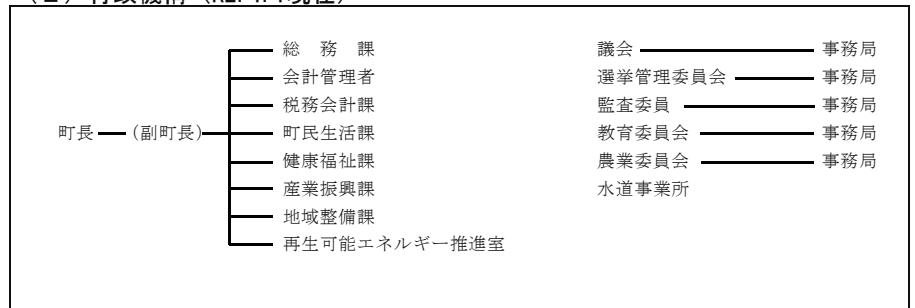 総　務　課
会計管理者
税務会計課
町長 (副町長) 町民生活課
健康福祉課
産業振興課
地域整備課
再生可能エネルギー推進室
議会 事務局
選挙管理委員会 事務局
監査委員 事務局
教育委員会 事務局
農業委員会 事務局
水道事業所